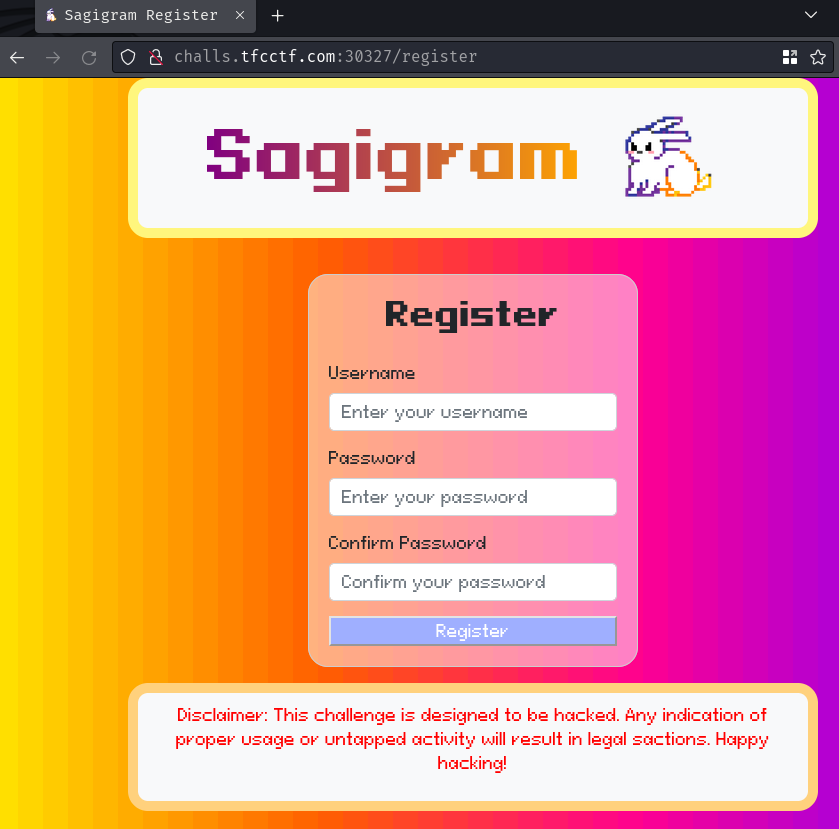 Sagigram Register
challs.tfcctf.com:30327/register
Sagigram
Register
Username
Enter your username
Password
Enter your password
Confirm Password
Confirm your password
Register
Disclaimer: This challenge is designed to be hacked. Any indication of
proper usage or untapped activity will result in legal sactions. Happy
hacking!